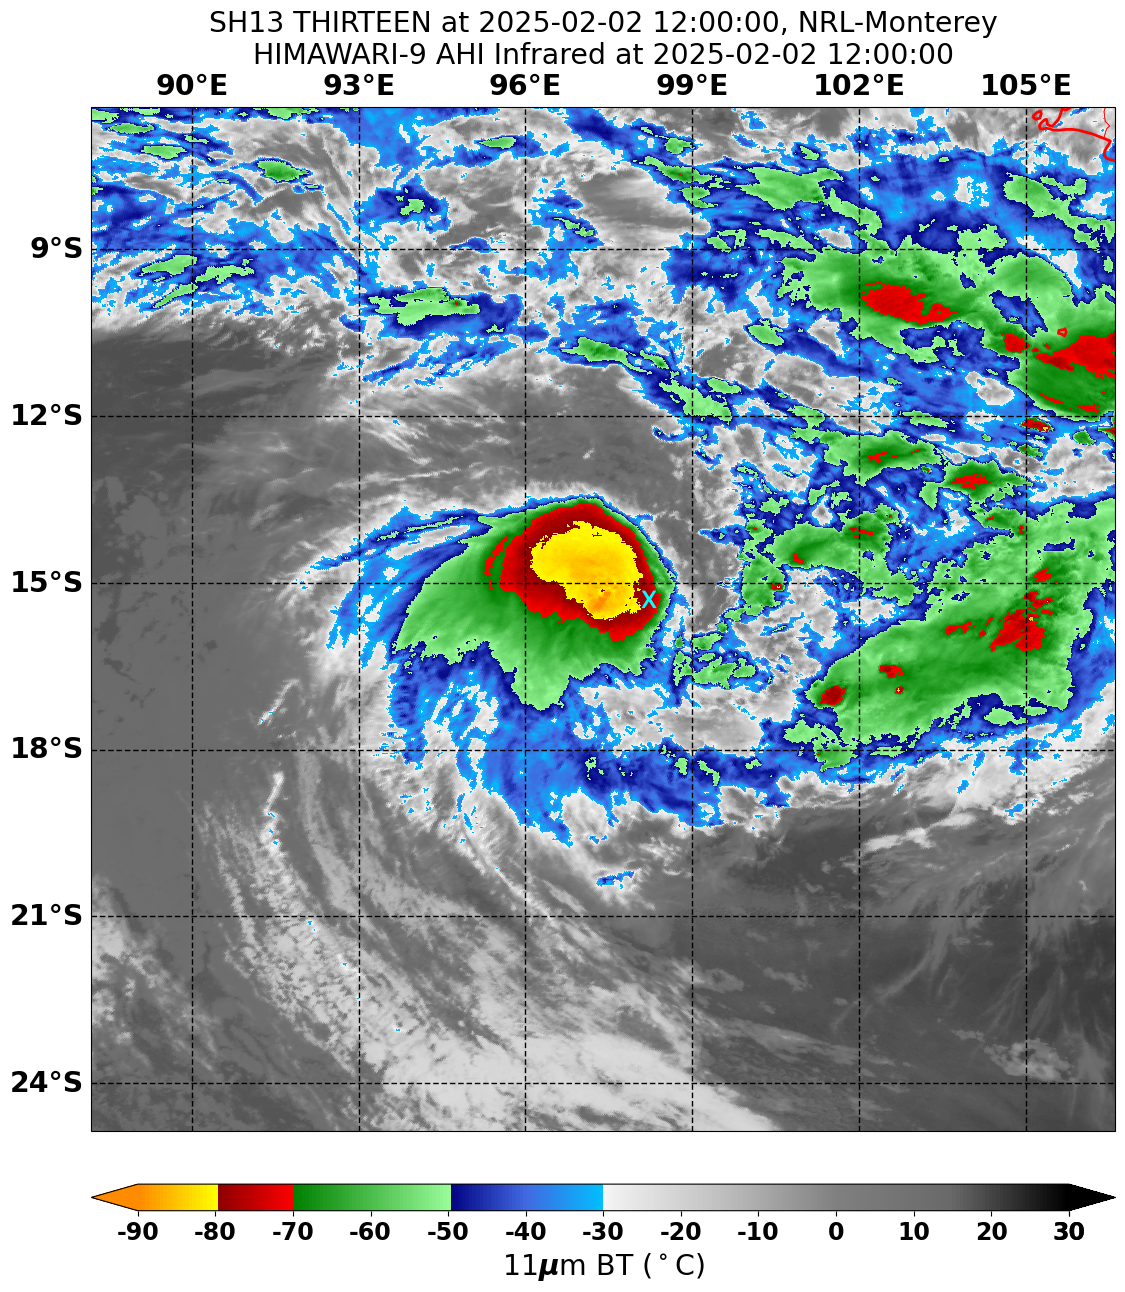 SH13 THIRTEEN at 2025-02-02 12:00:00, NRL-Monterey
HIMAWARI-9 AHI Infrared at 2025-02-02 12:00:00
90°E 93°E 96°E 99°E 102°E 105°E
9°S
12°S
x
15°S
18°S
21°S
24°S
-90 -80 -70 -60 -50 -40 -30 -20 -10 0 10 20 30
11μm BT (°C)